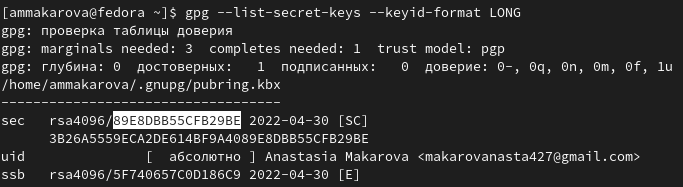 [ammakarova@fedora ~]$ gpg --list-secret-keys --keyid-format LONG
gpg: проверка таблицы доверия
gpg: marginals needed: 3  completes needed: 1  trust model: pgp
gpg: глубина: 0  достоверных:   1  подписанных:   0  доверие: 0-, 0q, 0n, 0m, 0f, 1u
/home/ammakarova/.gnupg/pubring.kbx
-----------------------------------
sec   rsa4096/89E8DBB55CFB29BE 2022-04-30 [SC]
      3B26A5559ECA2DE614BF9A4089E8DBB55CFB29BE
uid              [  абсолютно ] Anastasia Makarova <makarovanasta427@gmail.com>
ssb   rsa4096/5F740657C0D186C9 2022-04-30 [E]